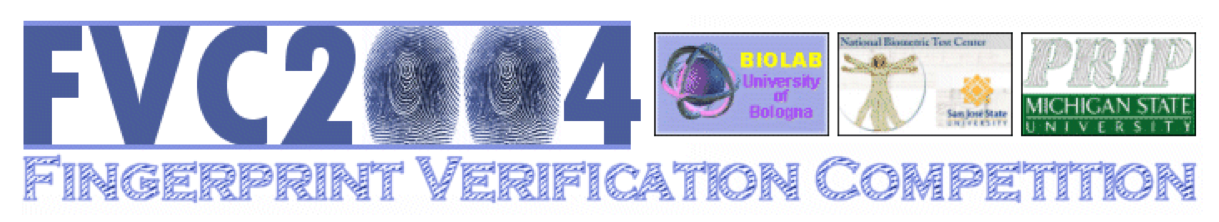 FVC2004
BIOLAB
University
of
Bologna
National Biometric Test Center
San José State
UNIVERSITY
PRIP
MICHIGAN STATE
UNIVERSITY
FINGERPRINT VERIFICATION COMPETITION